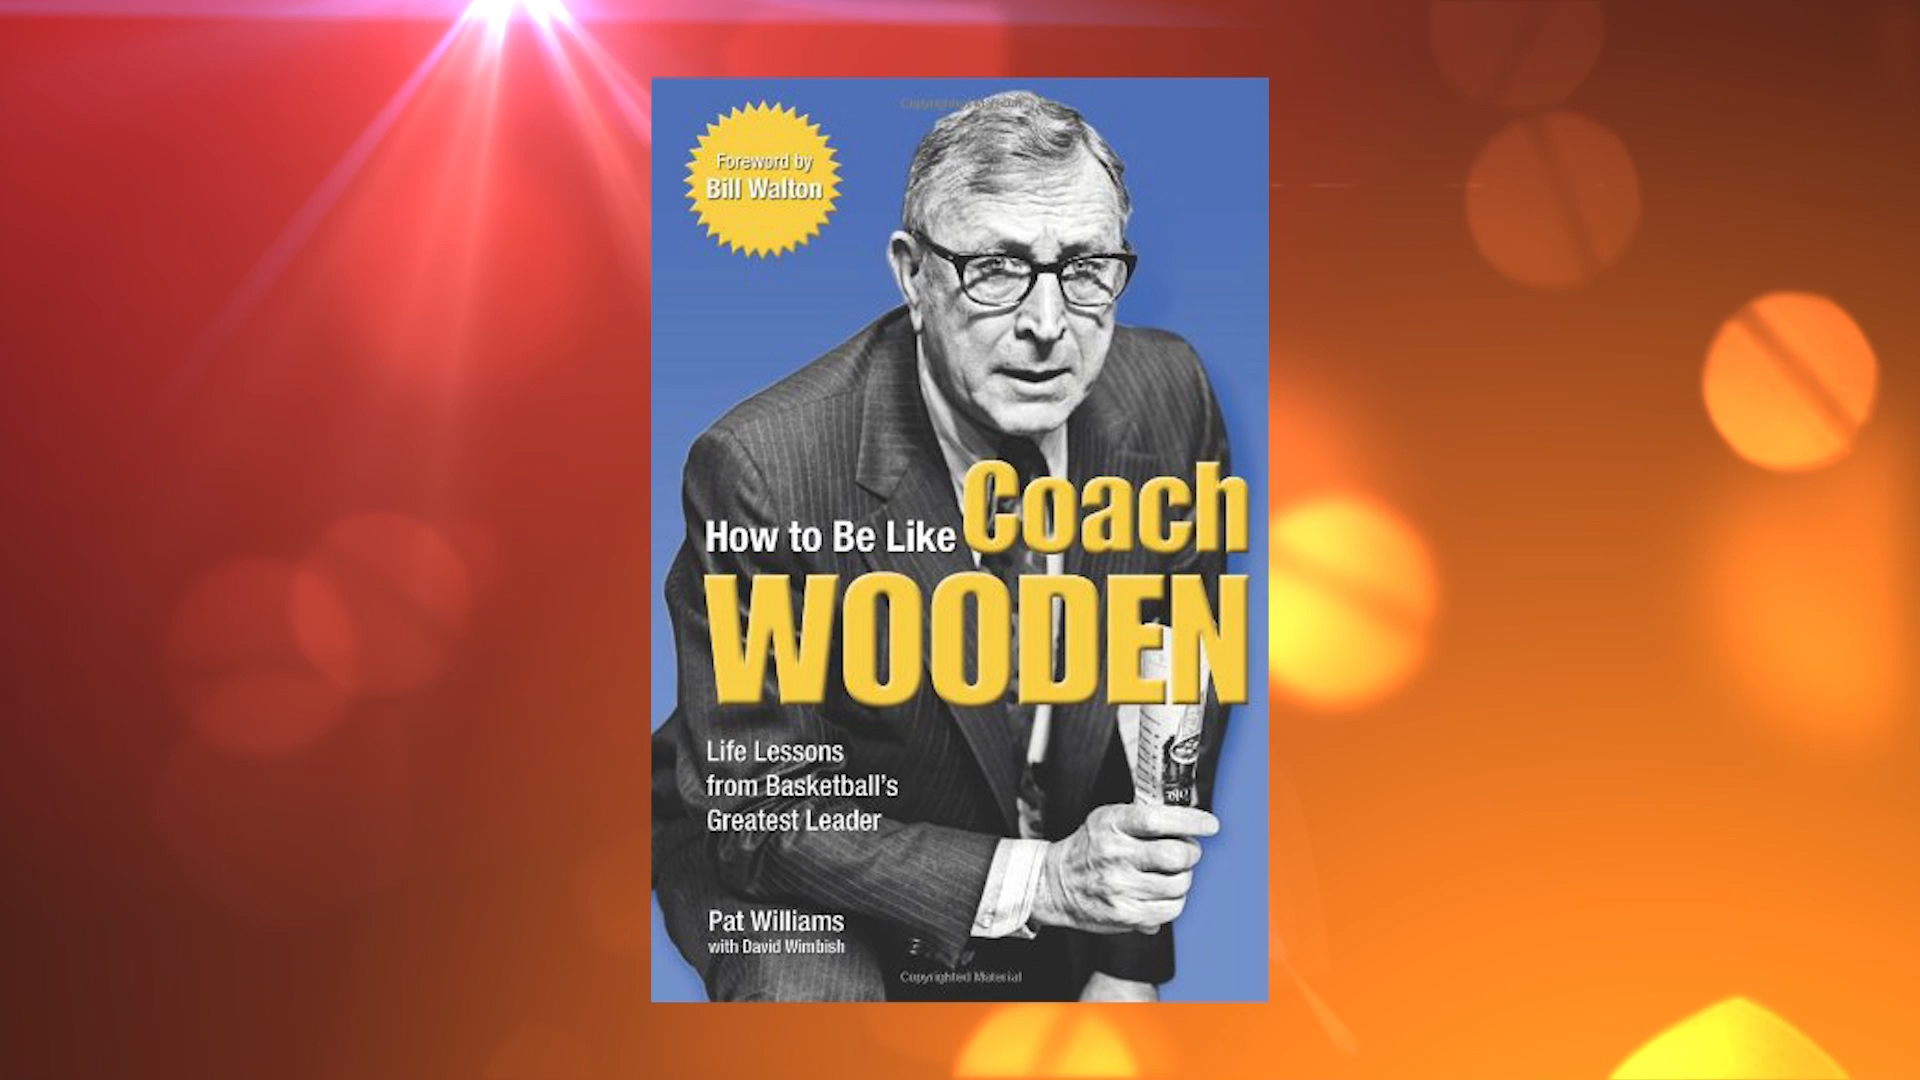 Copyrighted Material
Foreword by
Bill Walton
How to Be Like Coach
WOODEN
Life Lessons
from Basketball's
Greatest Leader
Pat Williams
with David Wimbish
Copyrighted Material